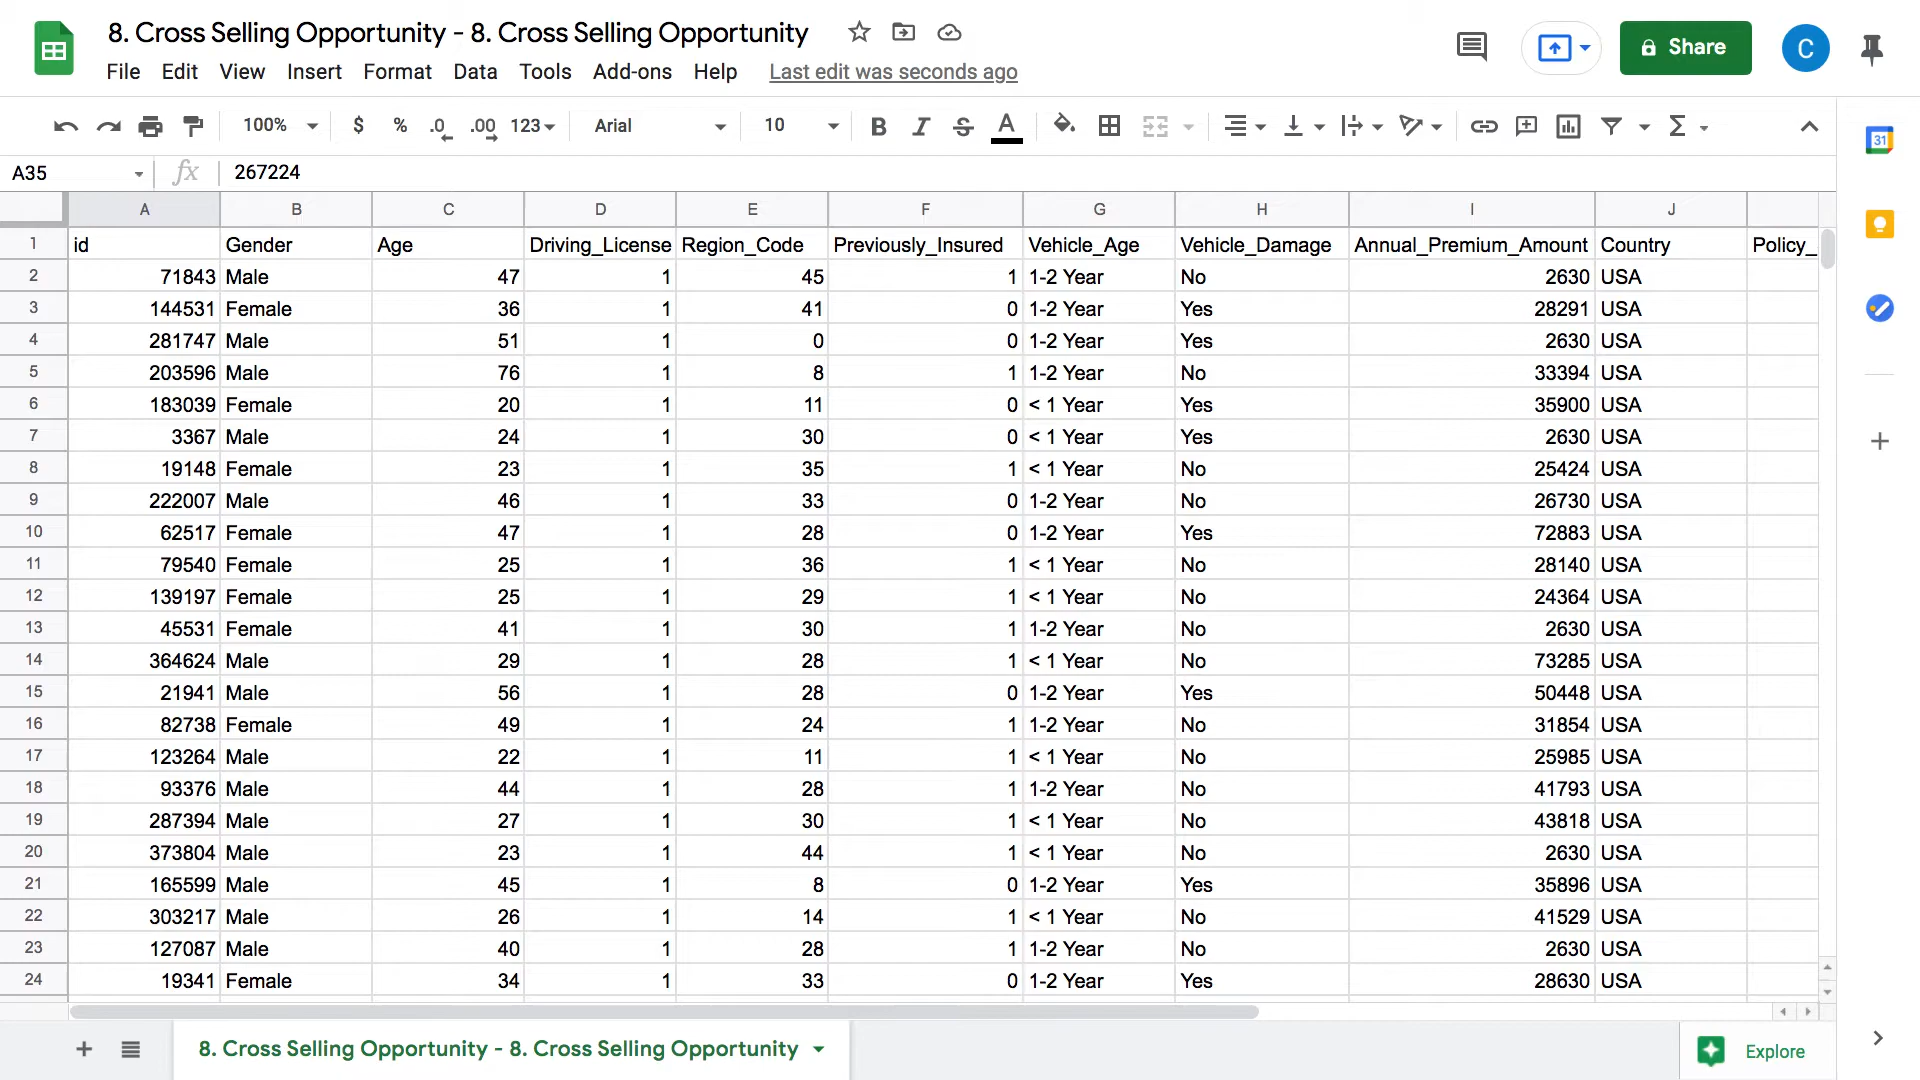 8. Cross Selling Opportunity - 8. Cross Selling Opportunity
File Edit View Insert Format Data Tools Add-ons Help Last edit was seconds ago
Share
C
100% $ % .0 .00 123 Arial 10 B I S A
31
A35 fx 267224
A B C D E F G H I J
1 id Gender Age Driving_License Region_Code Previously_Insured Vehicle_Age Vehicle_Damage Annual_Premium_Amount Country Policy_
2 71843 Male 47 1 45 1 1-2 Year No 2630 USA
3 144531 Female 36 1 41 0 1-2 Year Yes 28291 USA
4 281747 Male 51 1 0 0 1-2 Year Yes 2630 USA
5 203596 Male 76 1 8 1 1-2 Year No 33394 USA
6 183039 Female 20 1 11 0 < 1 Year Yes 35900 USA
7 3367 Male 24 1 30 0 < 1 Year Yes 2630 USA
8 19148 Female 23 1 35 1 < 1 Year No 25424 USA
9 222007 Male 46 1 33 0 1-2 Year No 26730 USA
10 62517 Female 47 1 28 0 1-2 Year Yes 72883 USA
11 79540 Female 25 1 36 1 < 1 Year No 28140 USA
12 139197 Female 25 1 29 1 < 1 Year No 24364 USA
13 45531 Female 41 1 30 1 1-2 Year No 2630 USA
14 364624 Male 29 1 28 1 < 1 Year No 73285 USA
15 21941 Male 56 1 28 0 1-2 Year Yes 50448 USA
16 82738 Female 49 1 24 1 1-2 Year No 31854 USA
17 123264 Male 22 1 11 1 < 1 Year No 25985 USA
18 93376 Male 44 1 28 1 1-2 Year No 41793 USA
19 287394 Male 27 1 30 1 < 1 Year No 43818 USA
20 373804 Male 23 1 44 1 < 1 Year No 2630 USA
21 165599 Male 45 1 8 0 1-2 Year Yes 35896 USA
22 303217 Male 26 1 14 1 < 1 Year No 41529 USA
23 127087 Male 40 1 28 1 1-2 Year No 2630 USA
24 19341 Female 34 1 33 0 1-2 Year Yes 28630 USA
8. Cross Selling Opportunity - 8. Cross Selling Opportunity
Explore